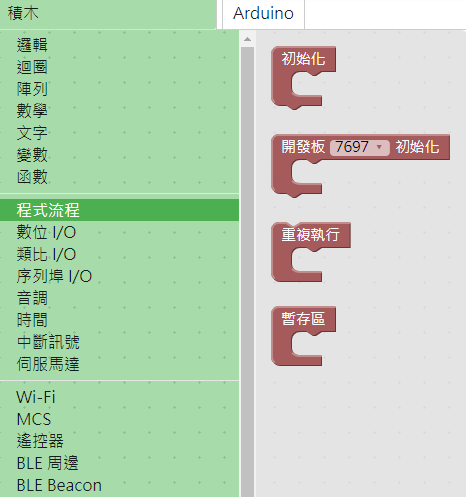 積木
Arduino
邏輯
迴圈
陣列
數學
文字
變數
函數
程式流程
數位 I/O
類比 I/O
序列埠 I/O
音調
時間
中斷訊號
伺服馬達
Wi-Fi
MCS
遙控器
BLE 周邊
BLE Beacon
初始化
開發板 7697 初始化
重複執行
暫存區